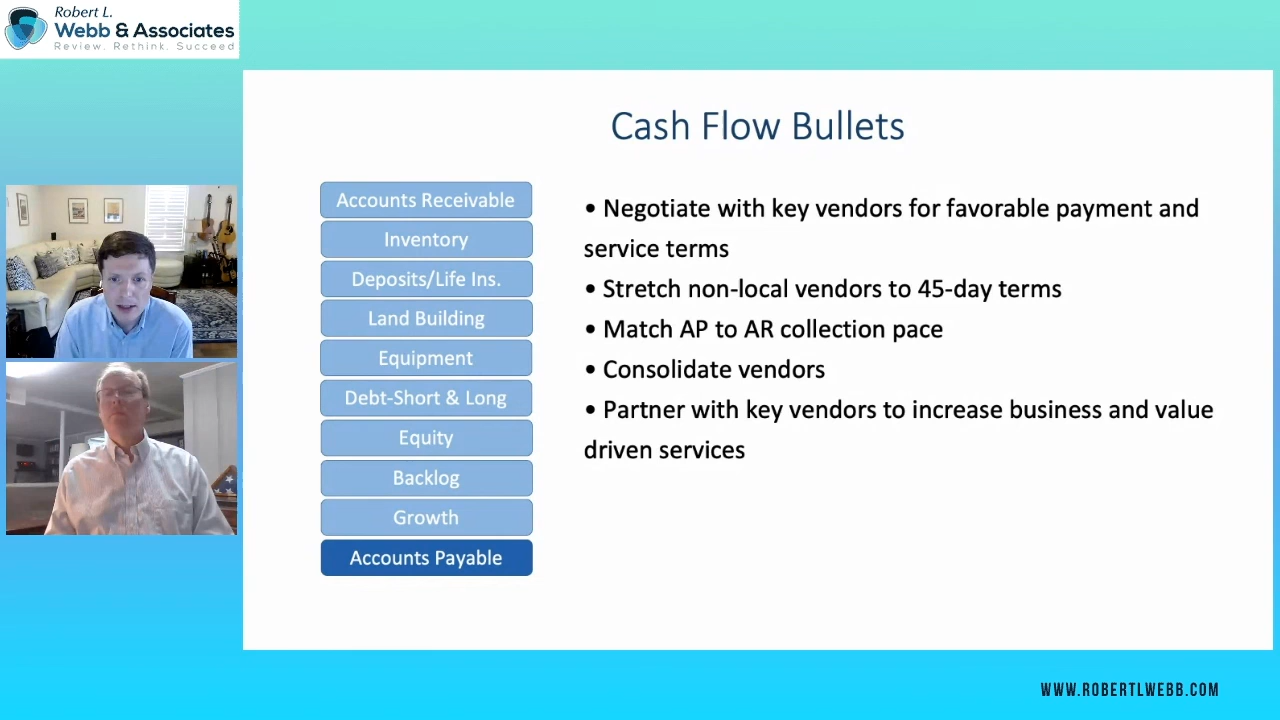 Robert L.
Webb & Associates
Review. Rethink. Succeed
Cash Flow Bullets
Accounts Receivable
Inventory
Deposits/Life Ins.
Land Building
Equipment
Debt-Short & Long
Equity
Backlog
Growth
Accounts Payable
• Negotiate with key vendors for favorable payment and
service terms
• Stretch non-local vendors to 45-day terms
• Match AP to AR collection pace
• Consolidate vendors
• Partner with key vendors to increase business and value
driven services
WWW.ROBERTLWEBB.COM